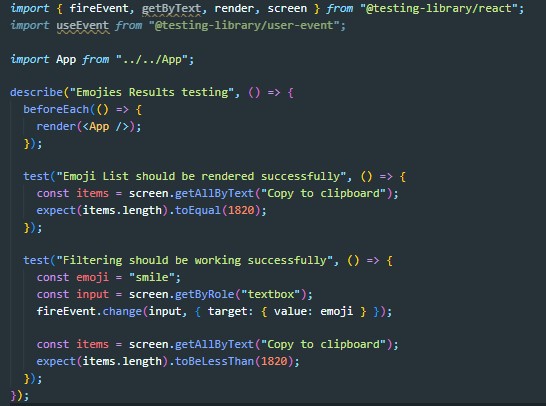 import { fireEvent, getByText, render, screen } from "@testing-library/react";
import useEvent from "@testing-library/user-event";
import App from "../../App";
describe("Emojies Results testing", () => {
beforeEach(() => {
render(<App />);
});
test("Emoji List should be rendered successfully", () => {
const items = screen.getAllByText("Copy to clipboard");
expect(items.length).toEqual(1820);
});
test("Filtering should be working successfully", () => {
const emoji = "smile";
const input = screen.getByRole("textbox");
fireEvent.change(input, { target: { value: emoji } });
const items = screen.getAllByText("Copy to clipboard");
expect(items.length).toBeLessThan(1820);
});
});